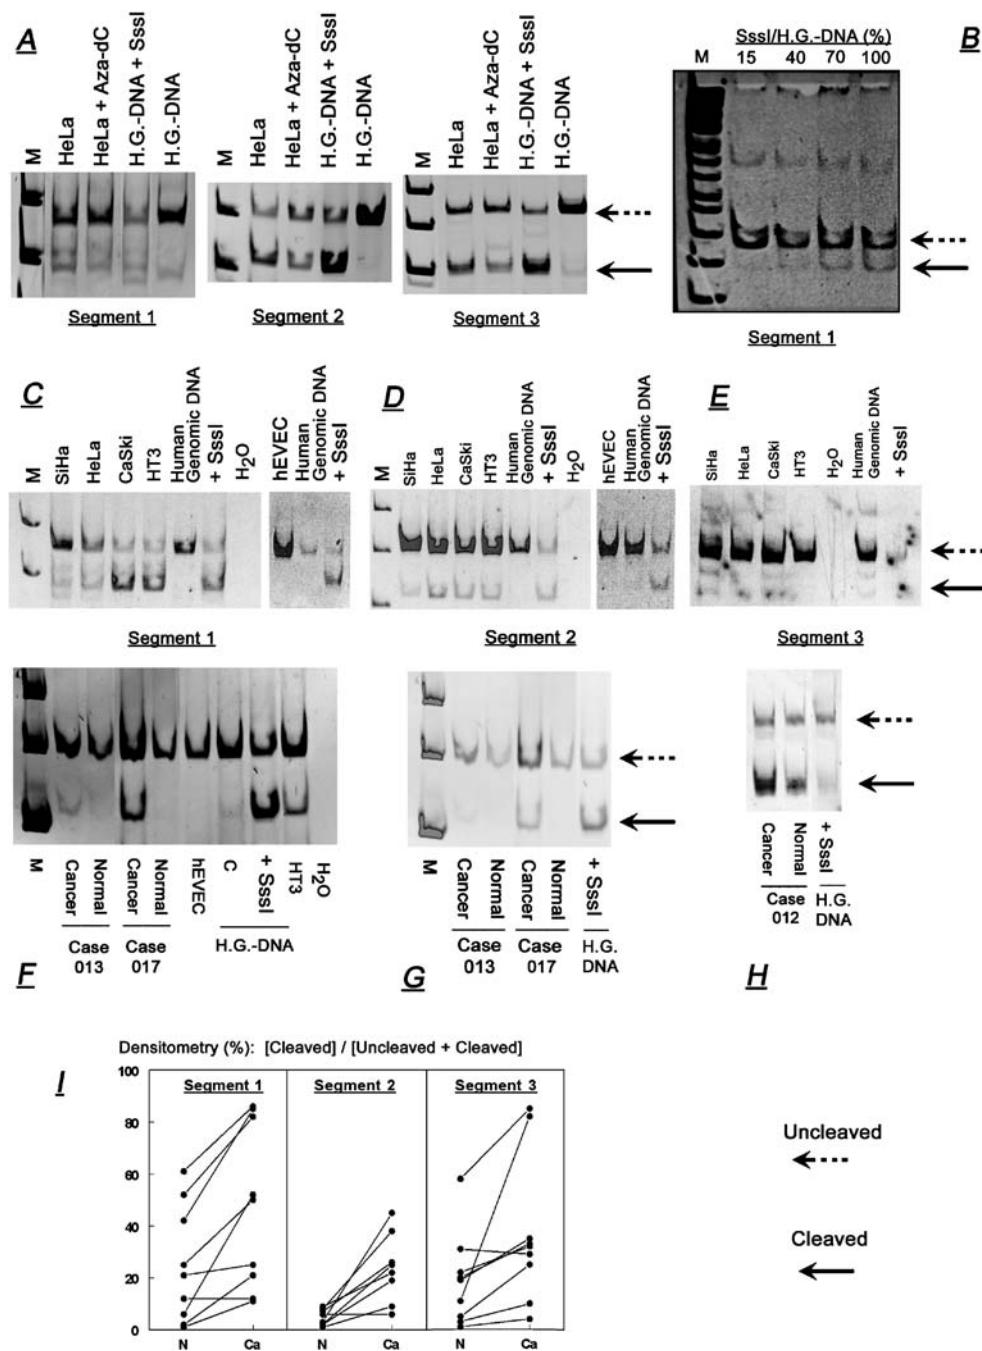 A
M
HeLa
HeLa + Aza-dC
H.G.-DNA + SssI
H.G.-DNA
M
HeLa
HeLa + Aza-dC
H.G.-DNA + SssI
H.G.-DNA
M
HeLa
HeLa + Aza-dC
H.G.-DNA + SssI
H.G.-DNA
Segment 1
Segment 2
Segment 3
SssI/H.G.-DNA (%)
B
M 15 40 70 100
Segment 1
C
M
SiHa
HeLa
CaSki
HT3
Human
Genomic DNA
+ SssI
H2O
hEVEC
Human
Genomic DNA
+ SssI
Segment 1
D
M
SiHa
HeLa
CaSki
HT3
Human
Genomic DNA
+ SssI
H2O
hEVEC
Human
Genomic DNA
+ SssI
Segment 2
E
SiHa
HeLa
CaSki
HT3
H2O
Human
Genomic DNA
+ SssI
Segment 3
M
Cancer
Normal
Cancer
Normal
hEVEC
C
+ SssI
HT3
H2O
Case
013
Case
017
H.G.-DNA
F
M
Cancer
Normal
Cancer
Normal
+ SssI
Case
013
Case
017
H.G.
DNA
G
Cancer
Normal
+ SssI
Case
012
H.G.
DNA
H
Densitometry (%): [Cleaved] / [Uncleaved + Cleaved]
I
Segment 1
Segment 2
Segment 3
100
80
60
40
20
0
N Ca N Ca N Ca
Uncleaved
Cleaved